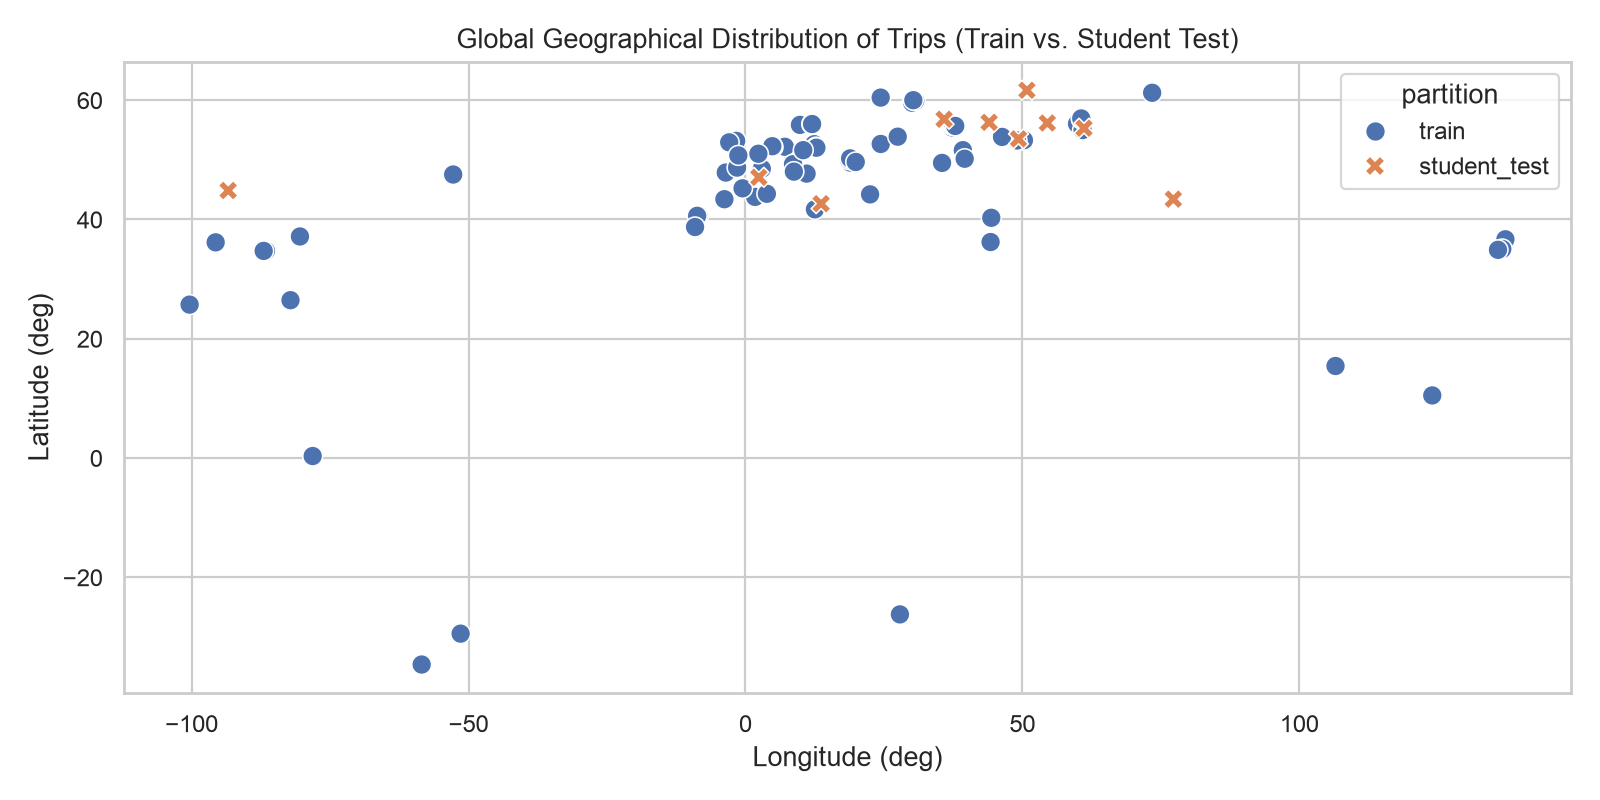 Global Geographical Distribution of Trips (Train vs. Student Test)
partition
train
student_test
60
40
20
0
−20
Latitude (deg)
−100
−50
0
50
100
Longitude (deg)